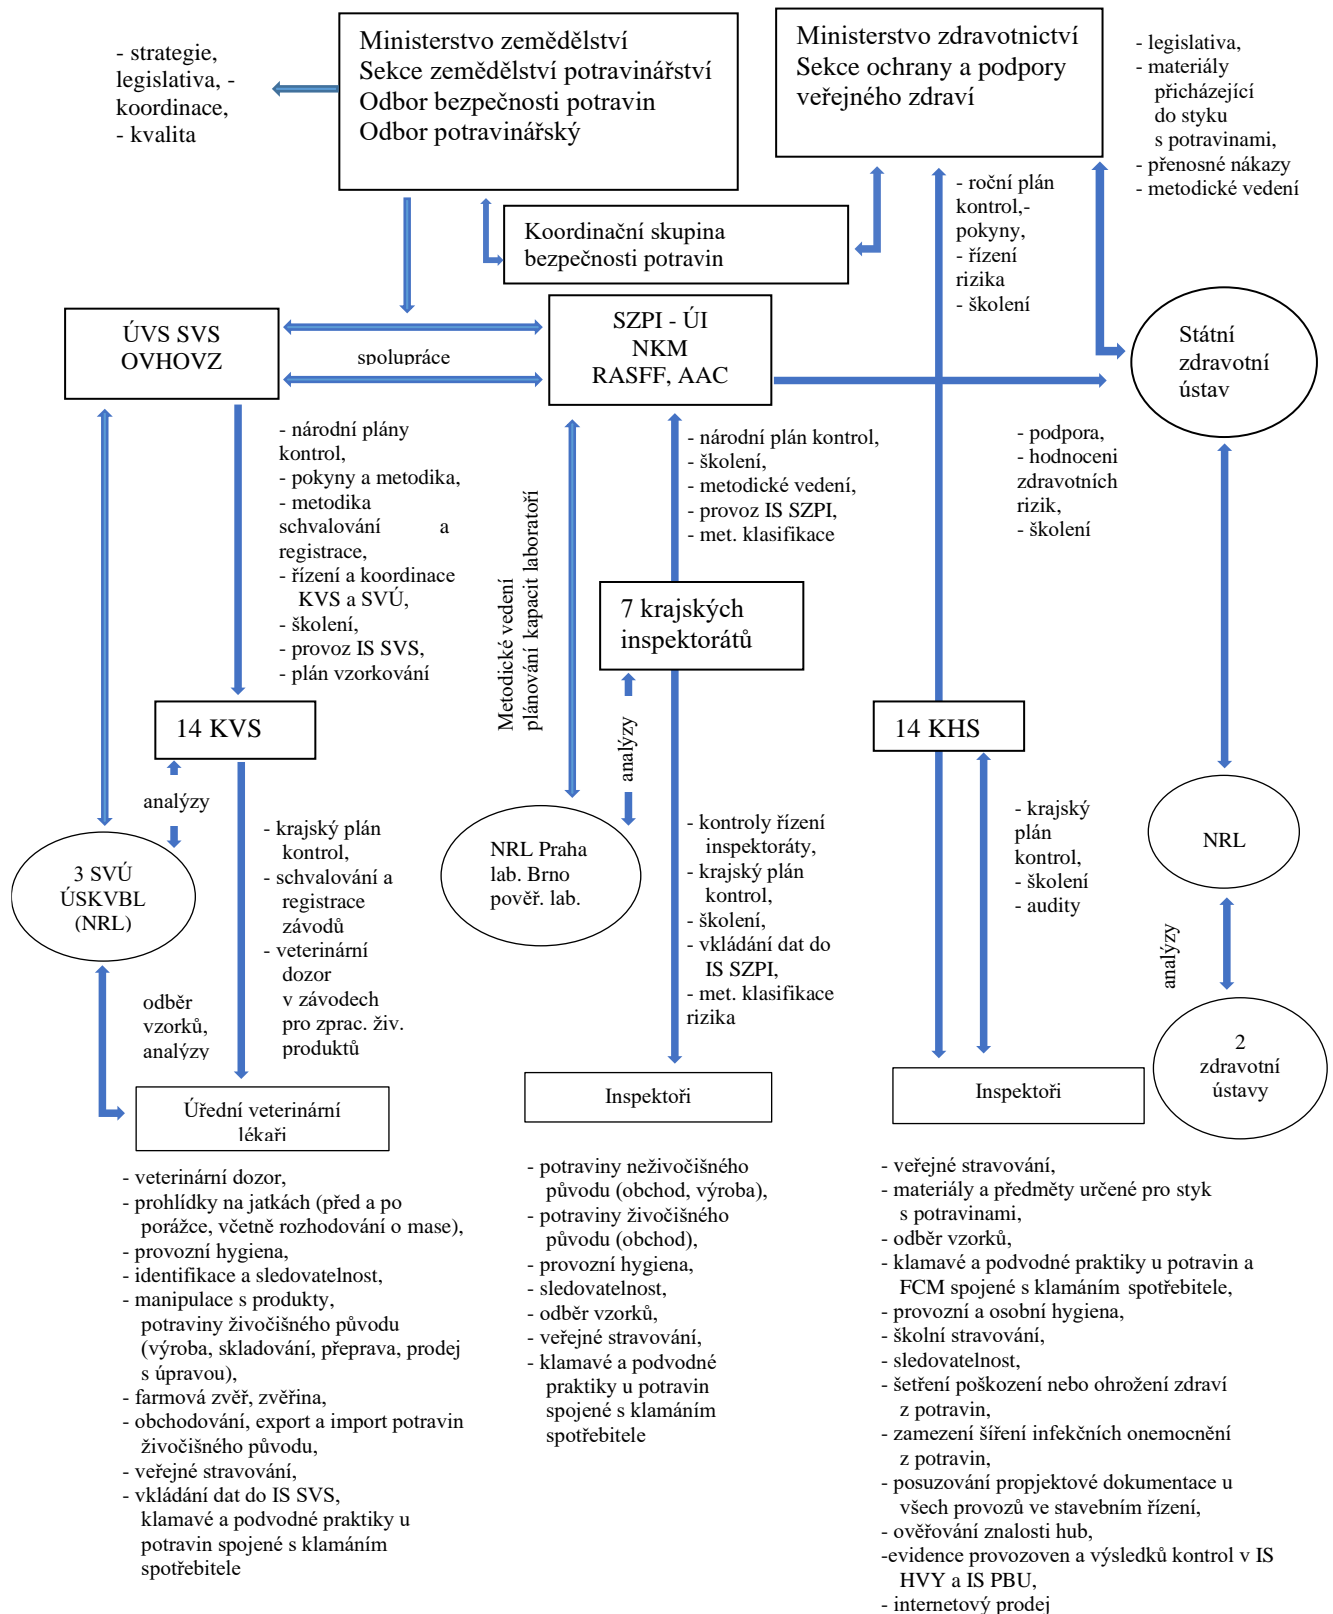 - strategie,
legislativa, -
koordinace,
- kvalita
Ministerstvo zemědělství
Sekce zemědělství potravinářství
Odbor bezpečnosti potravin
Odbor potravinářský
Ministerstvo zdravotnictví
Sekce ochrany a podpory
veřejného zdraví
- legislativa,
- materiály
přicházející
do styku
s potravinami,
- přenosné nákazy
- metodické vedení
- roční plán
kontrol,-
pokyny,
- řízení
rizika
- školení
Koordinační skupina
bezpečnosti potravin
ÚVS SVS
OVHOVZ
spolupráce
SZPI - ÚI
NKM
RASFF, AAC
Státní
zdravotní
ústav
- národní plány
kontrol,
- pokyny a metodika,
- metodika
schvalování a
registrace,
- řízení a koordinace
KVS a SVÚ,
- školení,
- provoz IS SVS,
- plán vzorkování
- národní plán kontrol,
- školení,
- metodické vedení,
- provoz IS SZPI,
- met. klasifikace
- podpora,
- hodnoceni
zdravotních
rizik,
- školení
Metodické vedení
plánování kapacit laboratoří
7 krajských
inspektorátů
14 KVS
analýzy
analýzy
14 KHS
3 SVÚ
ÚSKVBL
(NRL)
- krajský plán
kontrol,
- schvalování a
registrace
závodů
- veterinární
dozor
v závodech
pro zprac. živ.
produktů
NRL Praha
lab. Brno
pověř. lab.
- kontroly řízení
inspektoráty,
- krajský plán
kontrol,
- školení,
- vkládání dat do
IS SZPI,
- met. klasifikace
rizika
- krajský
plán
kontrol,
- školení
- audity
NRL
analýzy
odběr
vzorků,
analýzy
2
zdravotní
ústavy
Úřední veterinární
lékaři
Inspektoři
Inspektoři
- veterinární dozor,
- prohlídky na jatkách (před a po
porážce, včetně rozhodování o mase),
- provozní hygiena,
- identifikace a sledovatelnost,
- manipulace s produkty,
potraviny živočišného původu
(výroba, skladování, přeprava, prodej
s úpravou),
- farmová zvěř, zvěřina,
- obchodování, export a import potravin
živočišného původu,
- veřejné stravování,
- vkládání dat do IS SVS,
klamavé a podvodné praktiky u
potravin spojené s klamáním
spotřebitele
- potraviny neživočišného
původu (obchod, výroba),
- potraviny živočišného
původu (obchod),
- provozní hygiena,
- sledovatelnost,
- odběr vzorků,
- veřejné stravování,
- klamavé a podvodné
praktiky u potravin
spojené s klamáním
spotřebitele
- veřejné stravování,
- materiály a předměty určené pro styk
s potravinami,
- odběr vzorků,
- klamavé a podvodné praktiky u potravin a
FCM spojené s klamáním spotřebitele,
- provozní a osobní hygiena,
- školní stravování,
- sledovatelnost,
- šetření poškození nebo ohrožení zdraví
z potravin,
- zamezení šíření infekčních onemocnění
z potravin,
- posuzování propjektové dokumentace u
všech provozů ve stavebním řízení,
- ověřování znalosti hub,
-evidence provozoven a výsledků kontrol v IS
HVY a IS PBU,
- internetový prodej